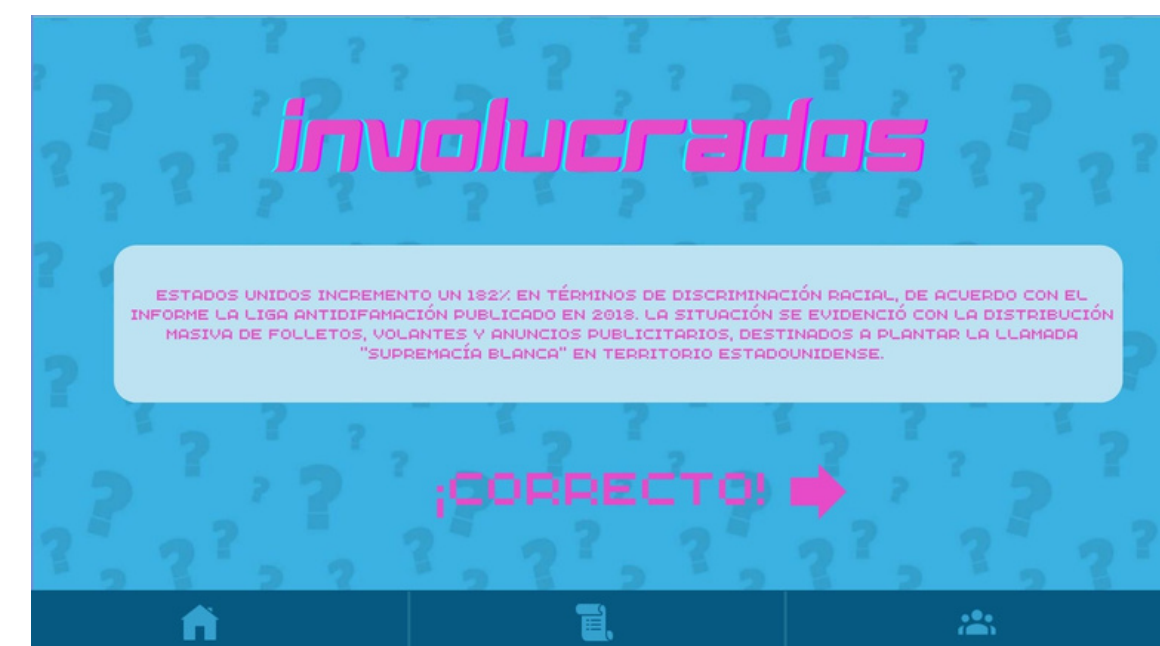 involucrados
ESTADOS UNIDOS INCREMENTO UN 182% EN TÉRMINOS DE DISCRIMINACIÓN RACIAL, DE ACUERDO CON EL
INFORME LA LIGA ANTIDIFAMACIÓN PUBLICADO EN 2018. LA SITUACIÓN SE EVIDENCIÓ CON LA DISTRIBUCIÓN
MASIVA DE FOLLETOS, VOLANTES Y ANUNCIOS PUBLICITARIOS, DESTINADOS A PLANTAR LA LLAMADA
"SUPREMACÍA BLANCA" EN TERRITORIO ESTADOUNIDENSE.
¡CORRECTO!